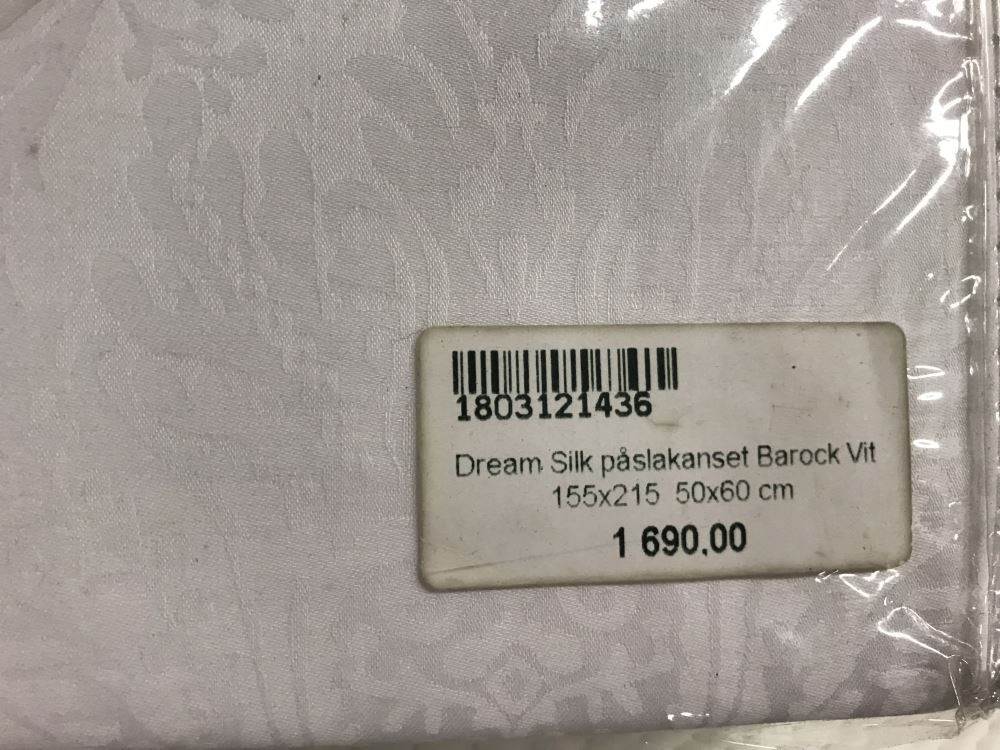 1803121436
Dream Silk påslakanset Barock Vit
155x215 50x60 cm
1 690,00